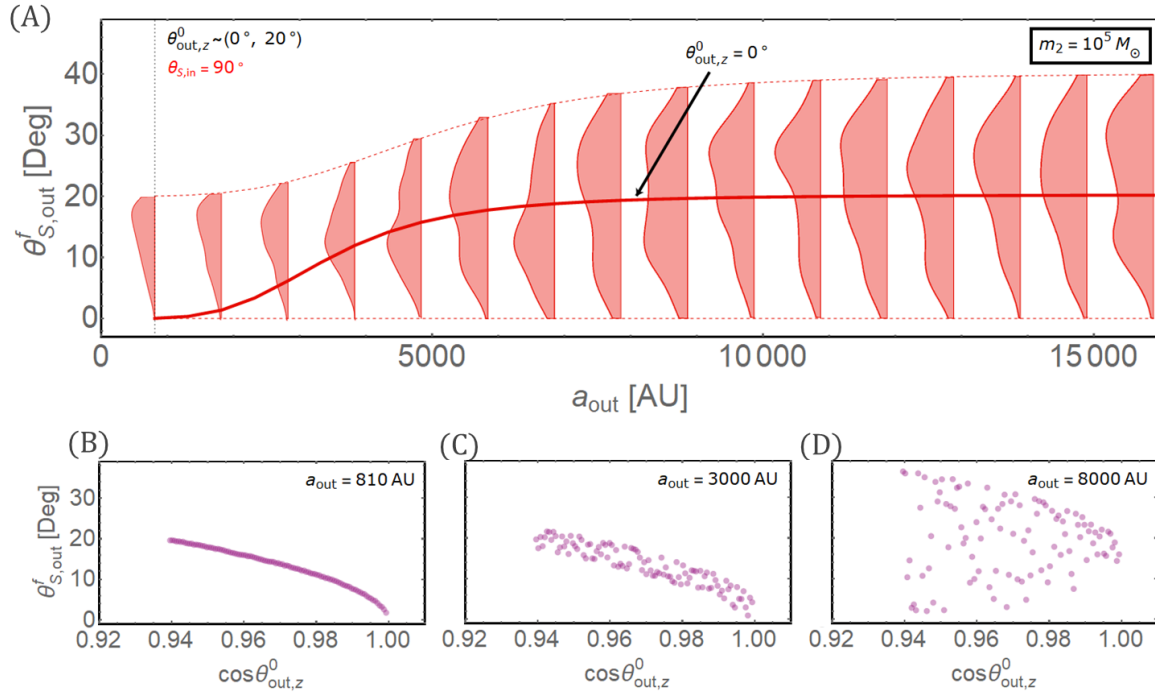 (A)
θ⁰out,z~(0°, 20°)
θS,in = 90°
θ⁰out,z = 0°
m₂ = 10⁵ M☉
θᶠS,out [Deg]
40
30
20
10
0
0 5000 10000 15000
aout [AU]
(B)
aout = 810 AU
θᶠS,out [Deg]
30
20
10
0
0.92 0.94 0.96 0.98 1.00
cosθ⁰out,z
(C)
aout = 3000 AU
0.92 0.94 0.96 0.98 1.00
cosθ⁰out,z
(D)
aout = 8000 AU
0.92 0.94 0.96 0.98 1.00
cosθ⁰out,z